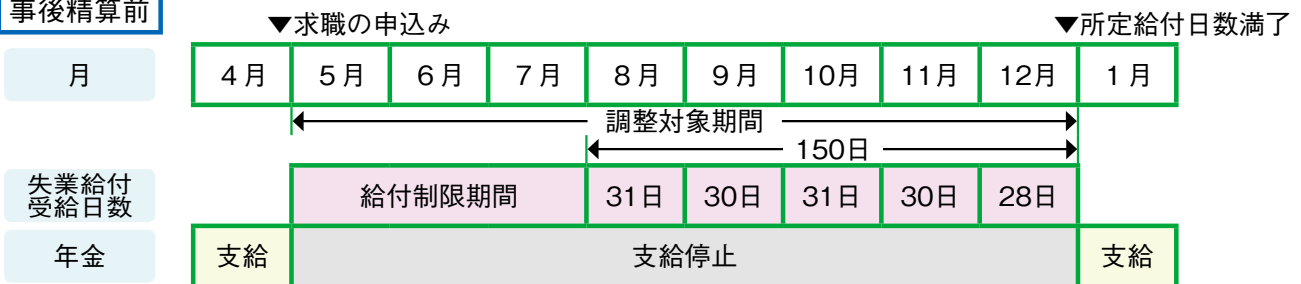 事後精算前
▼求職の申込み ▼所定給付日数満了
月 4月 5月 6月 7月 8月 9月 10月 11月 12月 1月
調整対象期間
150日
失業給付
受給日数 給付制限期間 31日 30日 31日 30日 28日
年金 支給 支給停止 支給